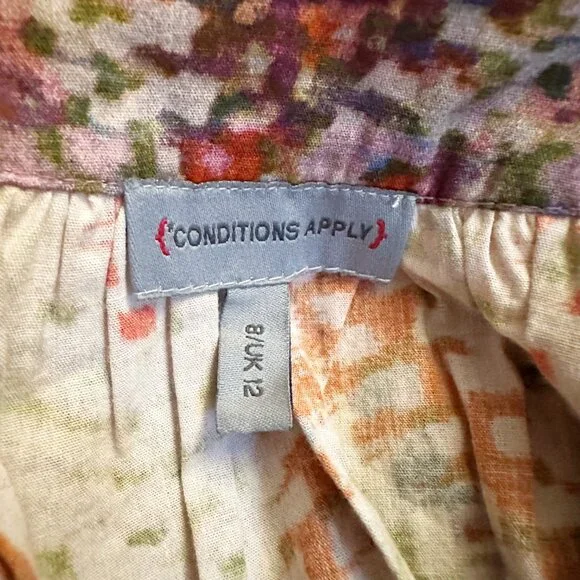 {*CONDITIONS APPLY}
8/UK 12